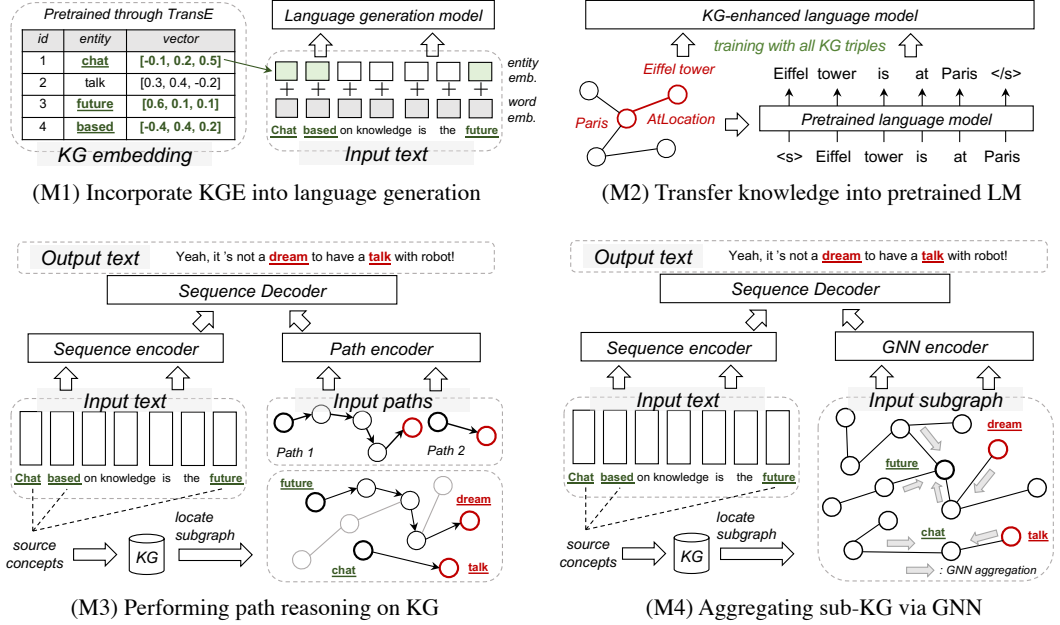 Pretrained through TransE
id entity vector
1 chat [-0.1, 0.2, 0.5]
2 talk [0.3, 0.4, -0.2]
3 future [0.6, 0.1, 0.1]
4 based [-0.4, 0.4, 0.2]
KG embedding
Language generation model
entity emb.
+ + + + + + +
word emb.
Chat based on knowledge is the future
Input text
(M1) Incorporate KGE into language generation
KG-enhanced language model
training with all KG triples
Eiffel tower
Paris
AtLocation
Eiffel tower is at Paris </s>
Pretrained language model
<s> Eiffel tower is at Paris
(M2) Transfer knowledge into pretrained LM
Output text Yeah, it 's not a dream to have a talk with robot!
Sequence Decoder
Sequence encoder Path encoder
Input text
Chat based on knowledge is the future
source concepts
KG
locate subgraph
Input paths
Path 1 Path 2
future
dream
chat
talk
(M3) Performing path reasoning on KG
Output text Yeah, it 's not a dream to have a talk with robot!
Sequence Decoder
Sequence encoder GNN encoder
Input text
Chat based on knowledge is the future
source concepts
KG
locate subgraph
Input subgraph
dream
future
chat
talk
: GNN aggregation
(M4) Aggregating sub-KG via GNN